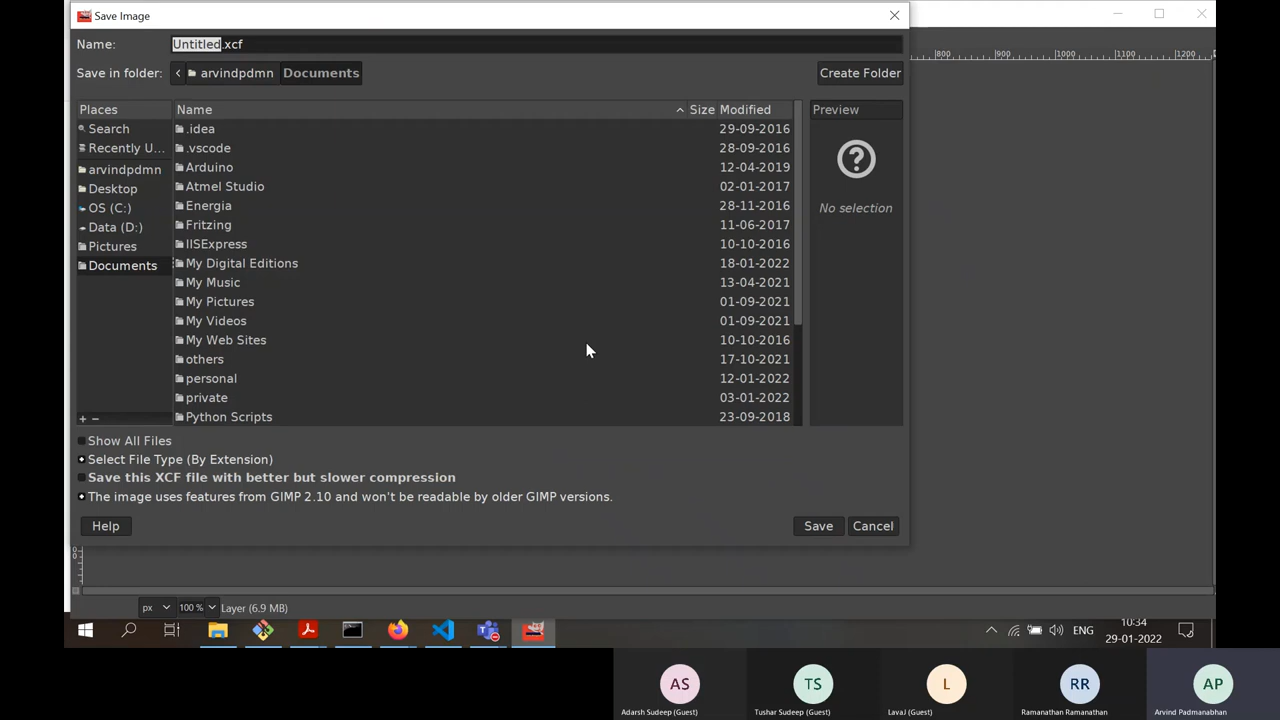 Save Image
Name: Untitled.xcf
Save in folder: arvindpdmn Documents Create Folder
Places Name Size Modified Preview
Search .idea 29-09-2016
Recently U... .vscode 28-09-2016
arvindpdmn Arduino 12-04-2019
Desktop Atmel Studio 02-01-2017
OS (C:) Energia 28-11-2016
Data (D:) Fritzing 11-06-2017
Pictures IISExpress 10-10-2016
Documents My Digital Editions 18-01-2022
My Music 13-04-2021
My Pictures 01-09-2021
My Videos 01-09-2021
My Web Sites 10-10-2016
others 17-10-2021
personal 12-01-2022
private 03-01-2022
Python Scripts 23-09-2018
No selection
Show All Files
Select File Type (By Extension)
Save this XCF file with better but slower compression
The image uses features from GIMP 2.10 and won't be readable by older GIMP versions.
Help Save Cancel
800 900 1000 1100 1200
px 100 % Layer (6.9 MB)
ENG 10:34
29-01-2022
AS TS L RR AP
Adarsh Sudeep (Guest) Tushar Sudeep (Guest) LavaJ (Guest) Ramanathan Ramanathan Arvind Padmanabhan